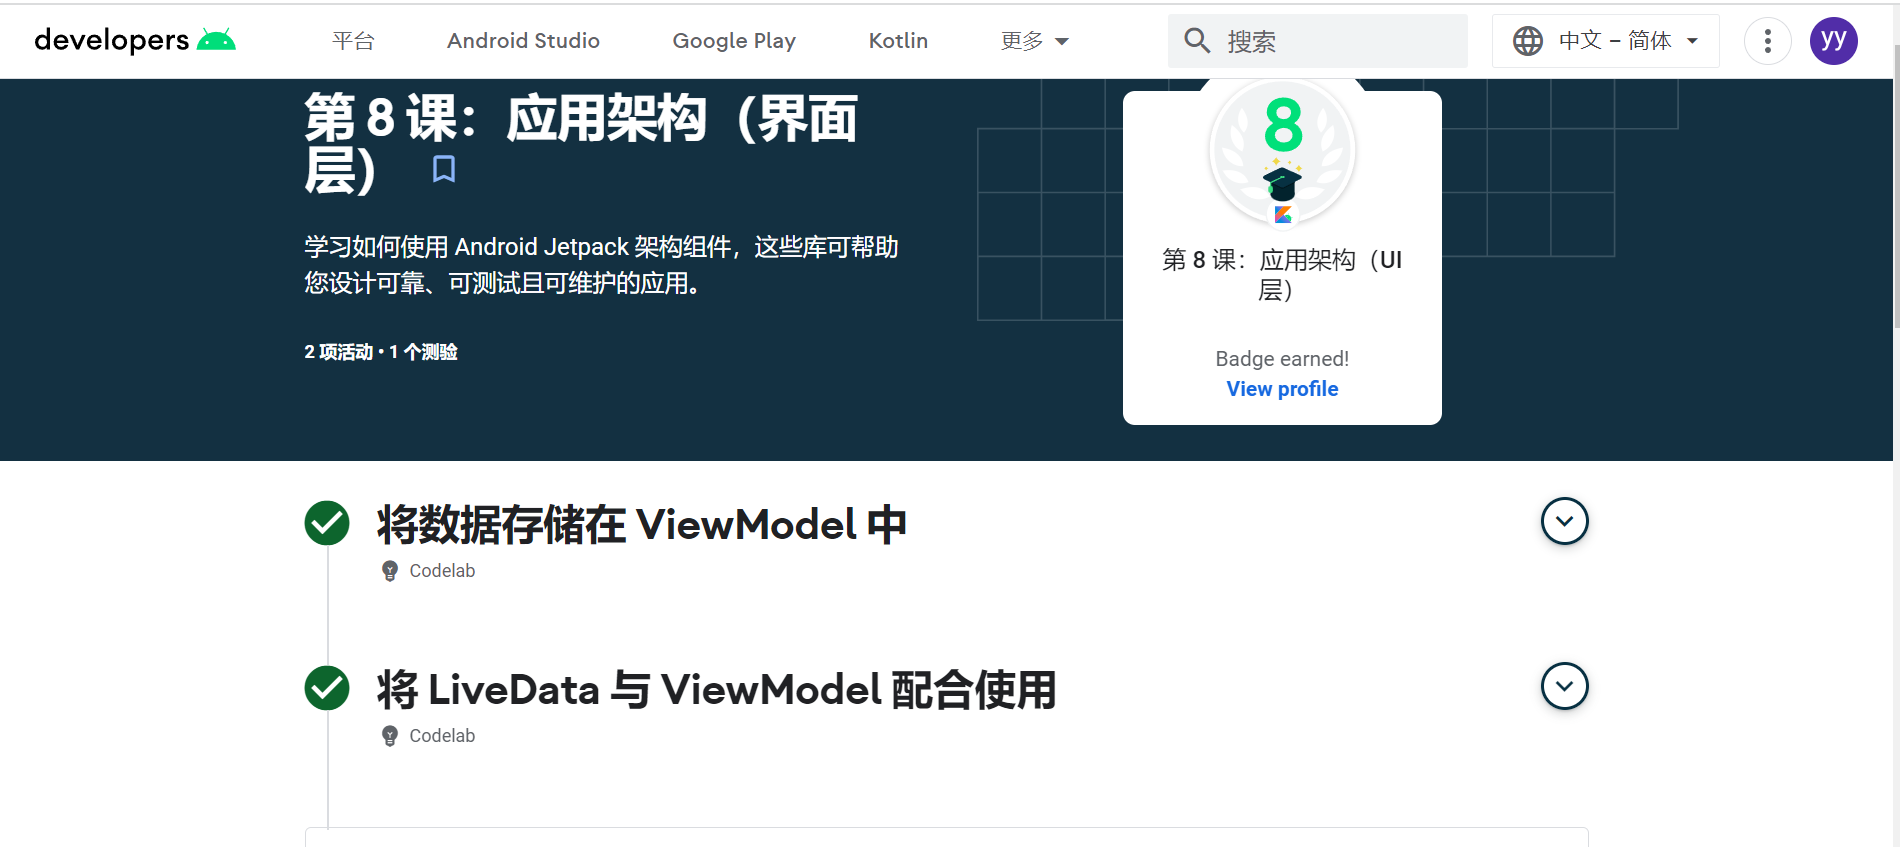 developers
平台
Android Studio
Google Play
Kotlin
更多
搜索
中文 – 简体
yy
第 8 课：应用架构（界面
层）
学习如何使用 Android Jetpack 架构组件，这些库可帮助
您设计可靠、可测试且可维护的应用。
2 项活动 • 1 个测验
8
第 8 课：应用架构（UI
层）
Badge earned!
View profile
将数据存储在 ViewModel 中
Codelab
将 LiveData 与 ViewModel 配合使用
Codelab